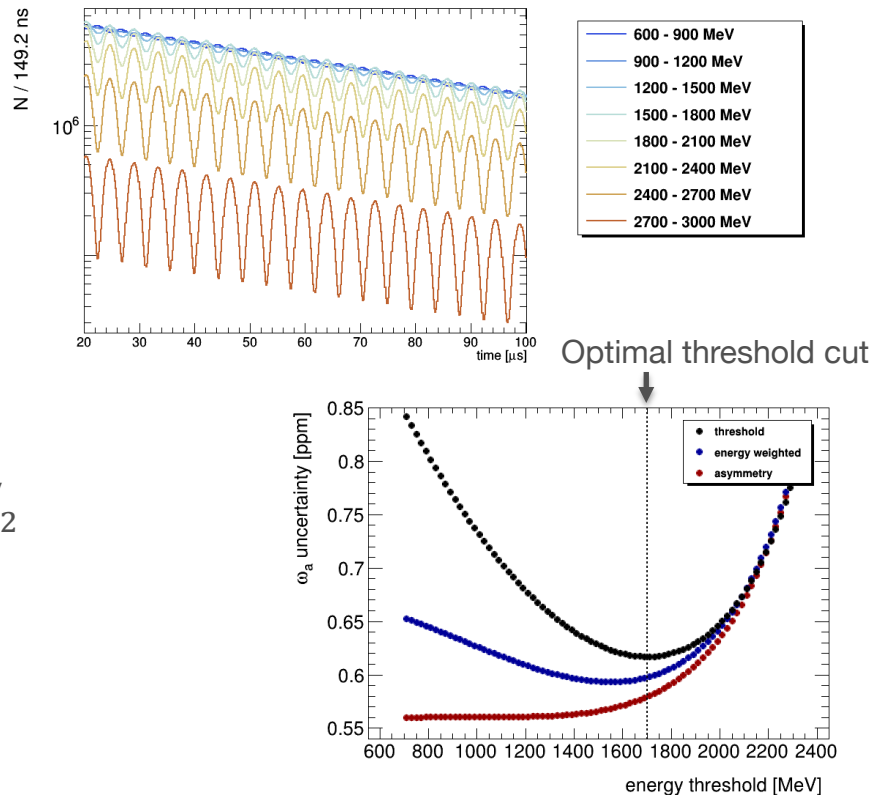 N / 149.2 ns
10⁶
20 30 40 50 60 70 80 90 100
time [μs]
600 - 900 MeV
900 - 1200 MeV
1200 - 1500 MeV
1500 - 1800 MeV
1800 - 2100 MeV
2100 - 2400 MeV
2400 - 2700 MeV
2700 - 3000 MeV
Optimal threshold cut
2
ωa uncertainty [ppm]
0.85
0.8
0.75
0.7
0.65
0.6
0.55
threshold
energy weighted
asymmetry
600 800 1000 1200 1400 1600 1800 2000 2200 2400
energy threshold [MeV]